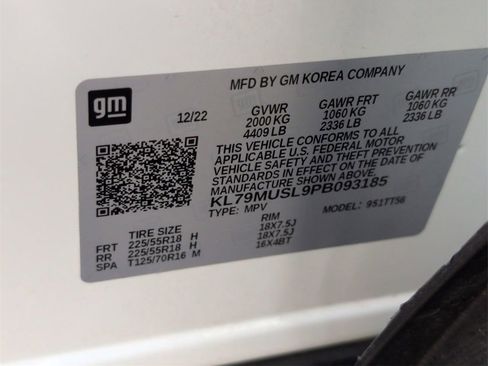 MFD BY GM KOREA COMPANY
gm
12/22
GVWR GAWR FRT GAWR RR
2000 KG 1060 KG 1060 KG
4409 LB 2336 LB 2336 LB
THIS VEHICLE CONFORMS TO ALL
APPLICABLE U.S. FEDERAL MOTOR
VEHICLE SAFETY AND THEFT PREVENTION
STANDARDS IN EFFECT ON THE DATE OF
MANUFACTURE SHOWN ABOVE.
KL79MUSL9PB093185
TYPE: MPV MODEL: 951TT56
TIRE SIZE RIM
FRT 225/55R18 H 18X7.5J
RR 225/55R18 H 18X7.5J
SPA T125/70R16 M 16X4BT